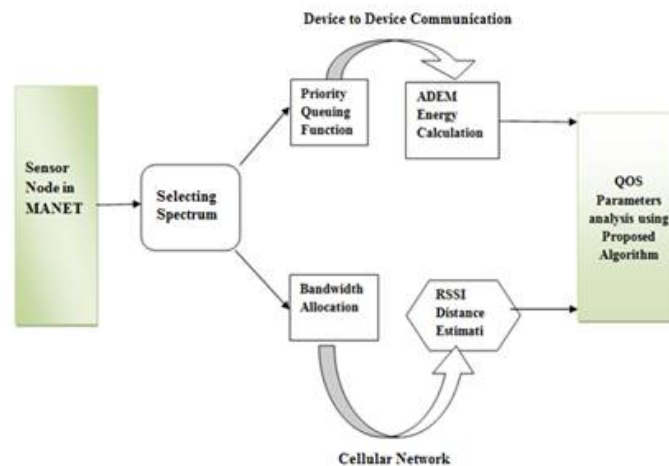 Device to Device Communication
Priority
Queuing
Function
ADEM
Energy
Calculation
Sensor
Node in
MANET
Selecting
Spectrum
QOS
Parameters
analysis using
Proposed
Algorithm
Bandwidth
Allocation
RSSI
Distance
Estimati
Cellular Network